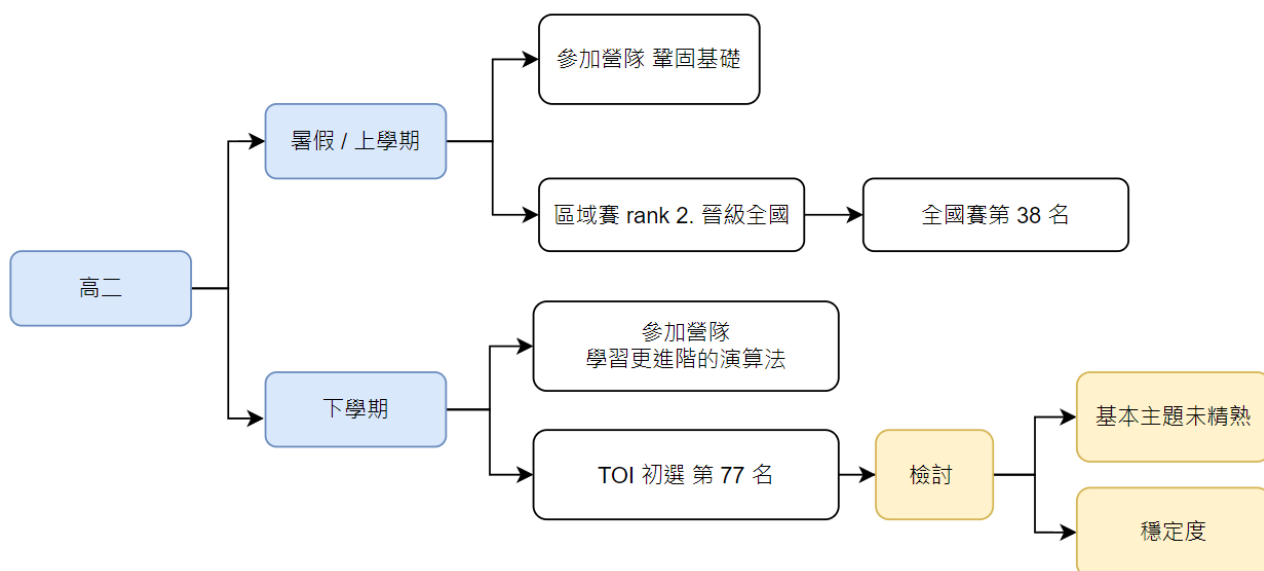 參加營隊 鞏固基礎
暑假 / 上學期
區域賽 rank 2. 晉級全國
全國賽第 38 名
高二
參加營隊
學習更進階的演算法
下學期
基本主題未精熟
TOI 初選 第 77 名
檢討
穩定度